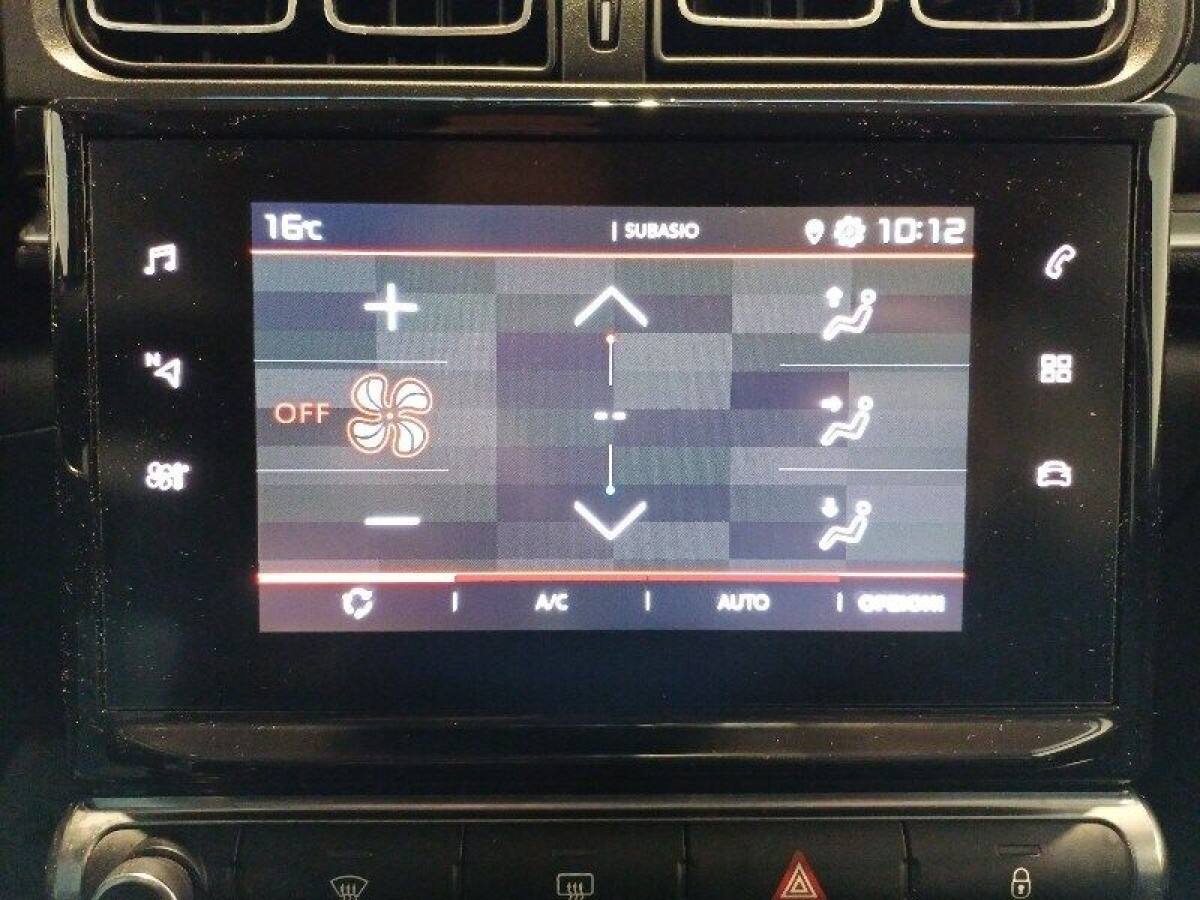 16°C | SUBASIO 10:12
N
OFF
--
| A/C | AUTO | OPZIONI